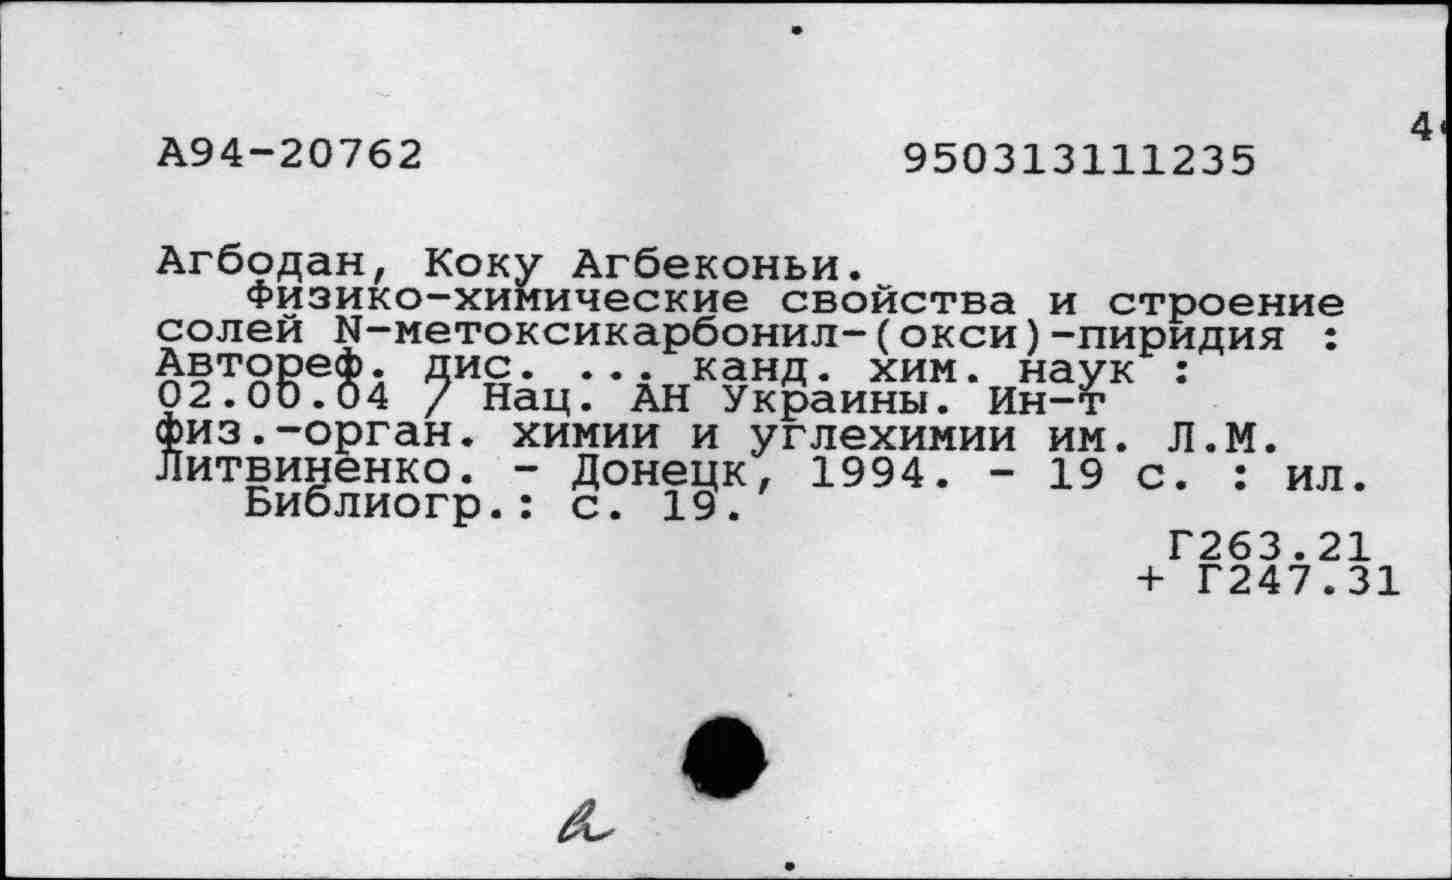 4
А94-20762 950313111235
Агбодан, Коку Агбеконьи.
Физико-химические свойства и строение
солей N-метоксикарбонил-(окси)-пиридия :
Автореф. дис. ... канд. хим. наук :
02.00.04 / Нац. АН Украины. Ин-т
физ.-орган. химии и углехимии им. Л.М.
Литвиненко. - Донецк, 1994. - 19 с. : ил.
Библиогр.: с. 19.
Г263.21
+ Г247.31